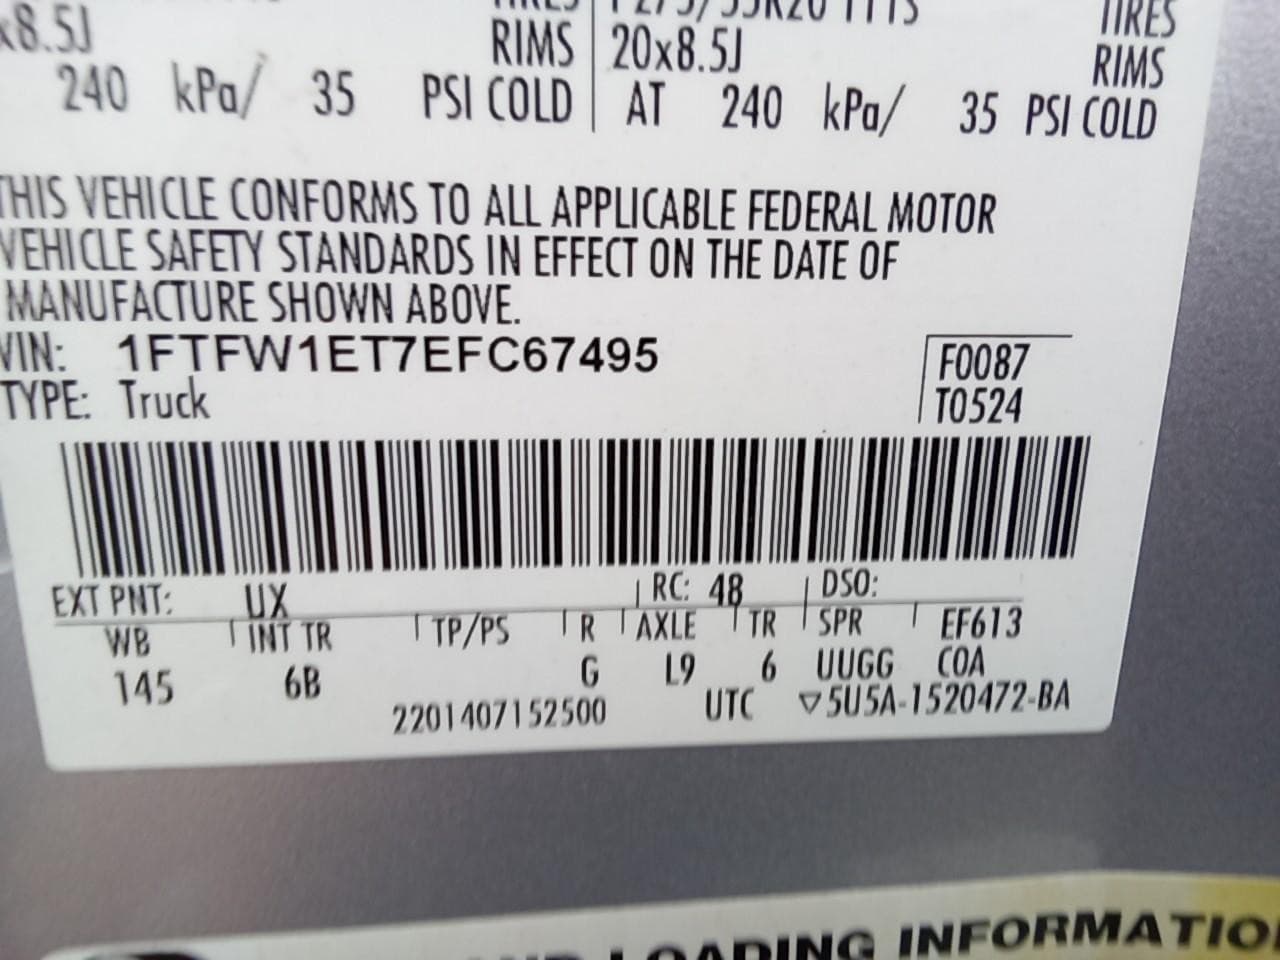 x8.5J RIMS 20x8.5J RIMS
240 kPa/ 35 PSI COLD AT 240 kPa/ 35 PSI COLD
THIS VEHICLE CONFORMS TO ALL APPLICABLE FEDERAL MOTOR
VEHICLE SAFETY STANDARDS IN EFFECT ON THE DATE OF
MANUFACTURE SHOWN ABOVE.
VIN: 1FTFW1ET7EFC67495 F0087
TYPE: Truck T0524
EXT PNT: UX RC: 48 DSO:
WB INT TR TP/PS R AXLE TR SPR EF613
145 6B G L9 6 UUGG COA
2201407152500 UTC ▽5U5A-1520472-BA
LOADING INFORMATIO